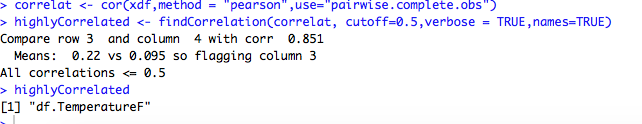 > correlat <- cor(xdf,method = "pearson",use="pairwise.complete.obs")
> highlyCorrelated <- findCorrelation(correlat, cutoff=0.5,verbose = TRUE,names=TRUE)
Compare row 3  and column  4 with corr  0.851
  Means:  0.22 vs 0.095 so flagging column 3
All correlations <= 0.5
> highlyCorrelated
[1] "df.TemperatureF"
>